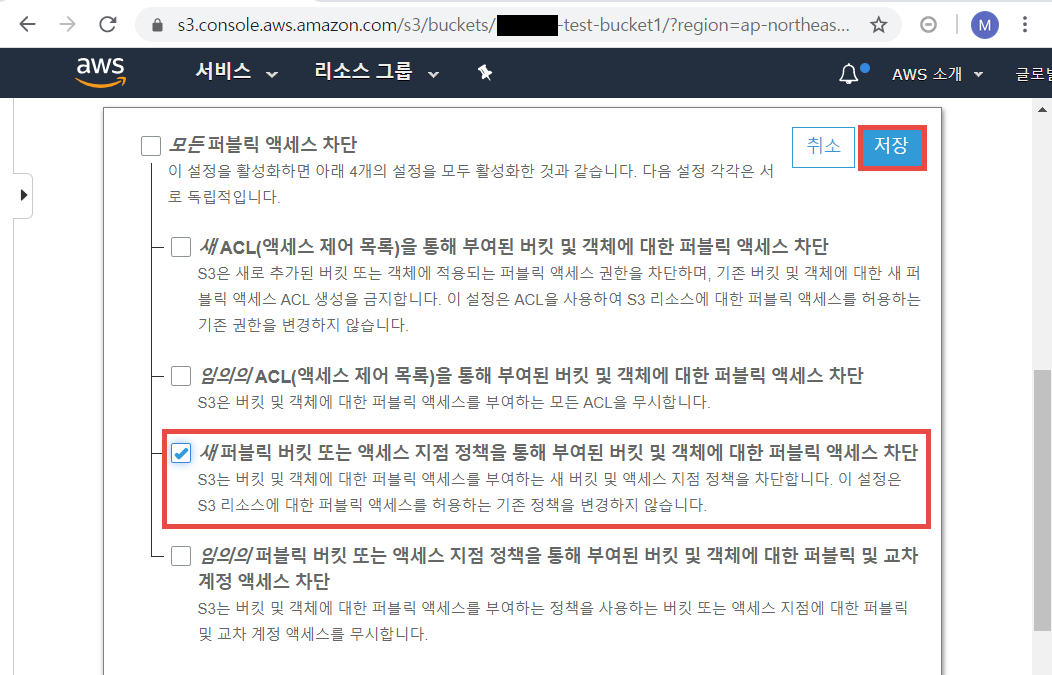 s3.console.aws.amazon.com/s3/buckets/ -test-bucket1/?region=ap-northeas...
M
aws
서비스
리소스 그룹
AWS 소개
글로벌
모든 퍼블릭 액세스 차단
취소
저장
이 설정을 활성화하면 아래 4개의 설정을 모두 활성화한 것과 같습니다. 다음 설정 각각은 서
로 독립적입니다.
새 ACL(액세스 제어 목록)을 통해 부여된 버킷 및 객체에 대한 퍼블릭 액세스 차단
S3은 새로 추가된 버킷 또는 객체에 적용되는 퍼블릭 액세스 권한을 차단하며, 기존 버킷 및 객체에 대한 새 퍼
블릭 액세스 ACL 생성을 금지합니다. 이 설정은 ACL을 사용하여 S3 리소스에 대한 퍼블릭 액세스를 허용하는
기존 권한을 변경하지 않습니다.
임의의 ACL(액세스 제어 목록)을 통해 부여된 버킷 및 객체에 대한 퍼블릭 액세스 차단
S3은 버킷 및 객체에 대한 퍼블릭 액세스를 부여하는 모든 ACL을 무시합니다.
새 퍼블릭 버킷 또는 액세스 지점 정책을 통해 부여된 버킷 및 객체에 대한 퍼블릭 액세스 차단
S3는 버킷 및 객체에 대한 퍼블릭 액세스를 부여하는 새 버킷 및 액세스 지점 정책을 차단합니다. 이 설정은
S3 리소스에 대한 퍼블릭 액세스를 허용하는 기존 정책을 변경하지 않습니다.
임의의 퍼블릭 버킷 또는 액세스 지점 정책을 통해 부여된 버킷 및 객체에 대한 퍼블릭 및 교차
계정 액세스 차단
S3는 버킷 및 객체에 대한 퍼블릭 액세스를 부여하는 정책을 사용하는 버킷 또는 액세스 지점에 대한 퍼블릭
및 교차 계정 액세스를 무시합니다.